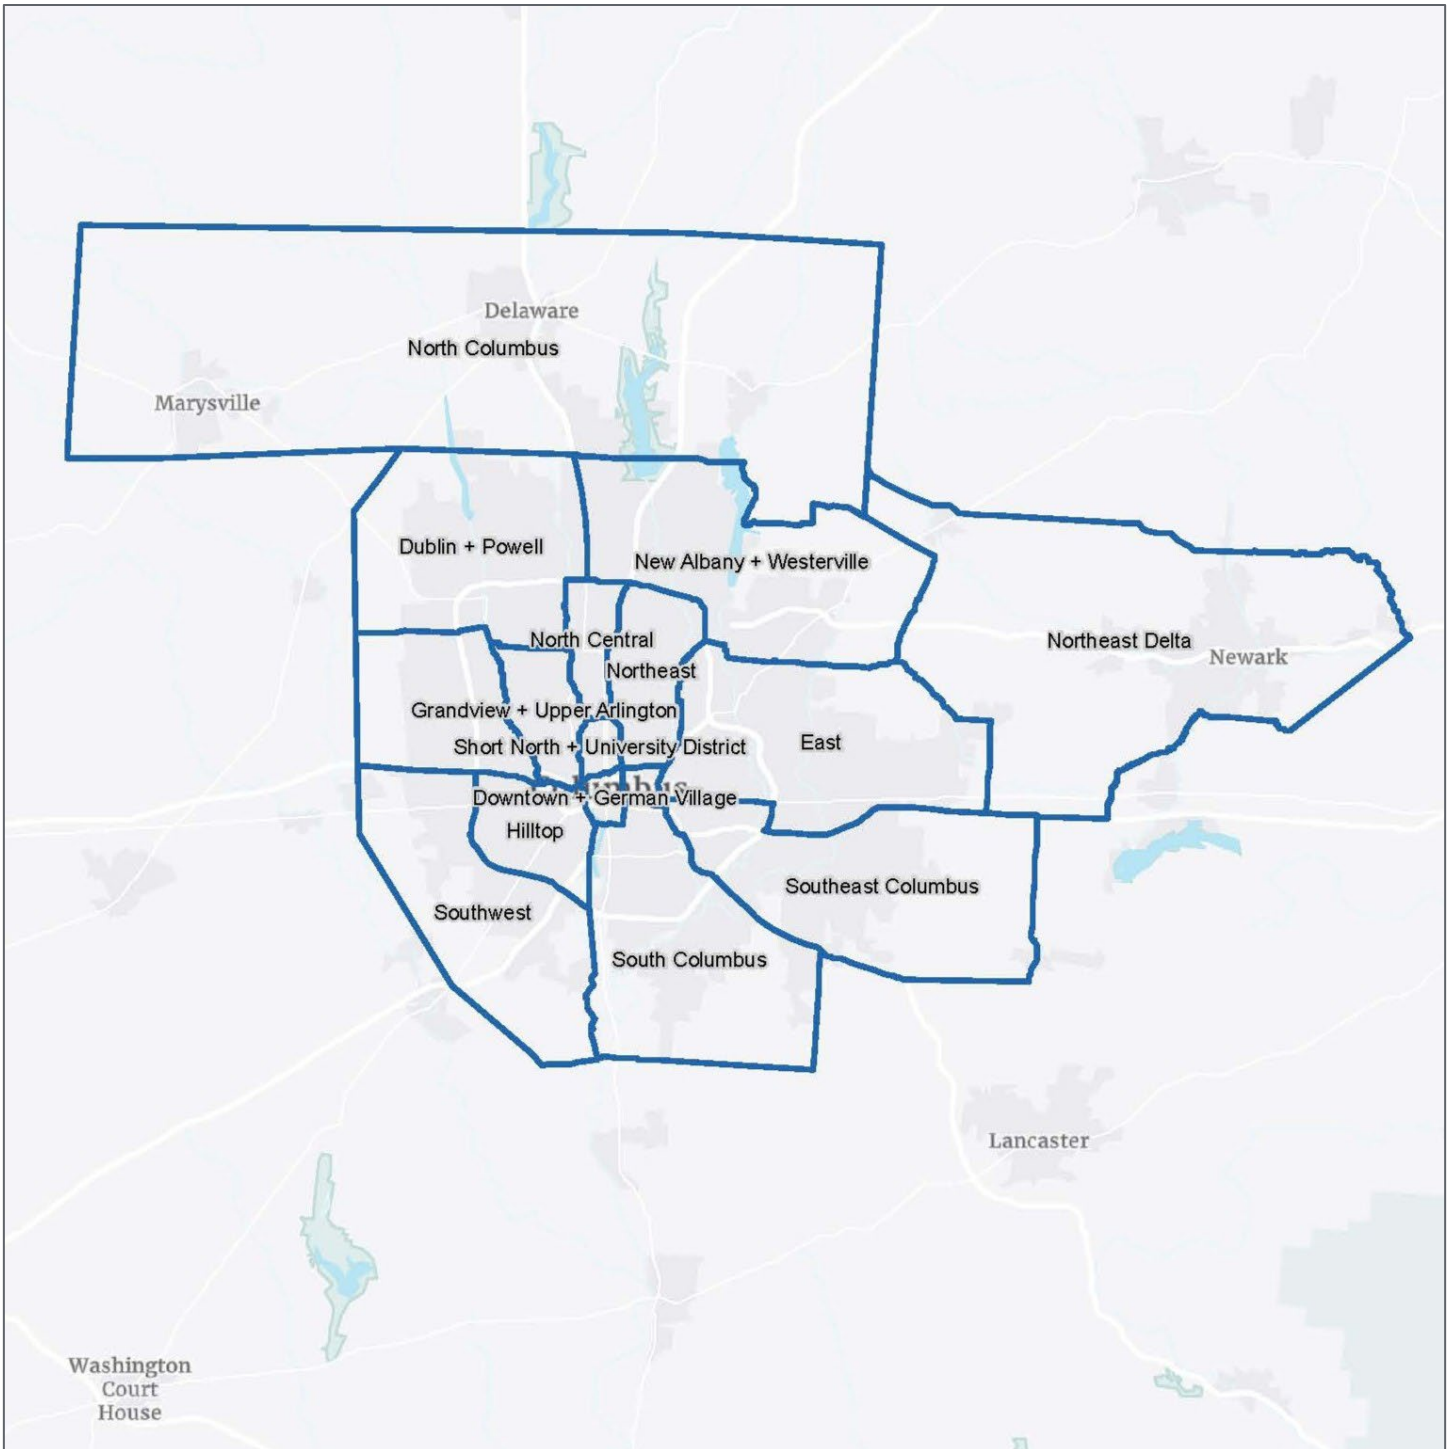 Delaware
North Columbus
Marysville
Dublin + Powell
New Albany + Westerville
North Central
Northeast Delta
Newark
Northeast
Grandview + Upper Arlington
Short North + University District
East
Downtown + German Village
Hilltop
Southeast Columbus
Southwest
South Columbus
Lancaster
Washington
Court
House